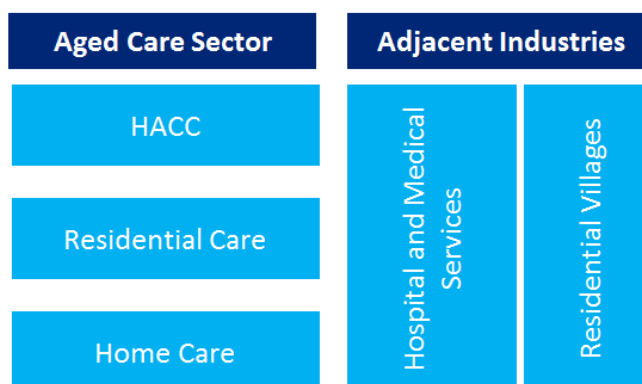 Aged Care Sector
Adjacent Industries
HACC
Residential Care
Home Care
Hospital and Medical
Services
Residential Villages